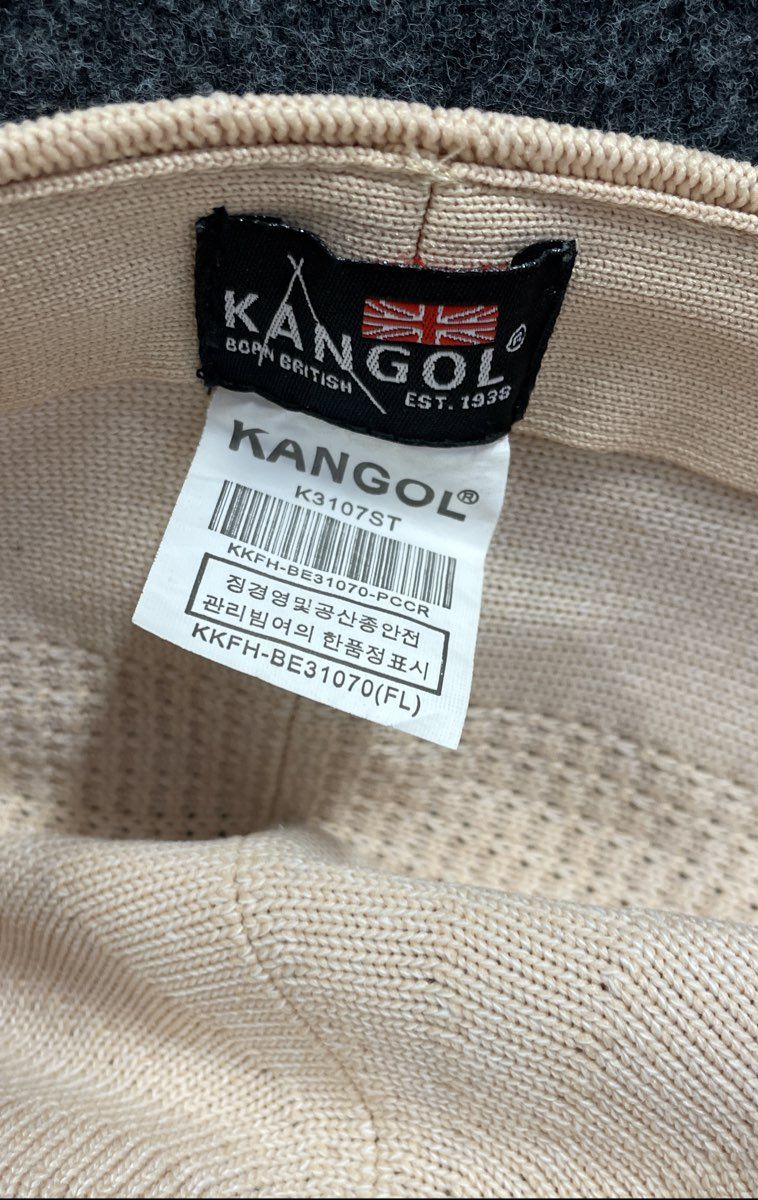 KANGOL®
BORN BRITISH
EST. 1938
KANGOL®
K3107ST
KKFH-BE31070-PCCR
징경영및공산종안전
관리빔여의 한품정표시
KKFH-BE31070(FL)